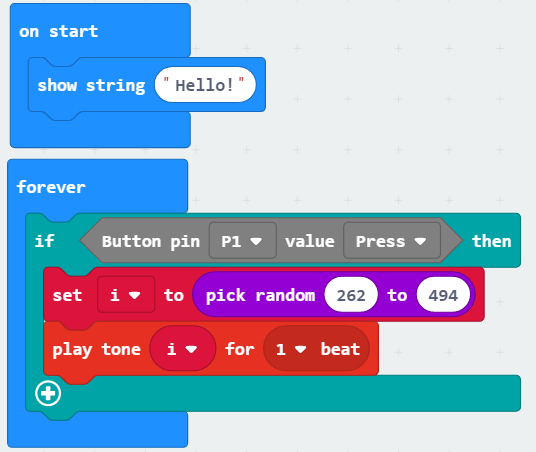 on start
show string "Hello!"
forever
if Button pin P1 value Press then
set i to pick random 262 to 494
play tone i for 1 beat